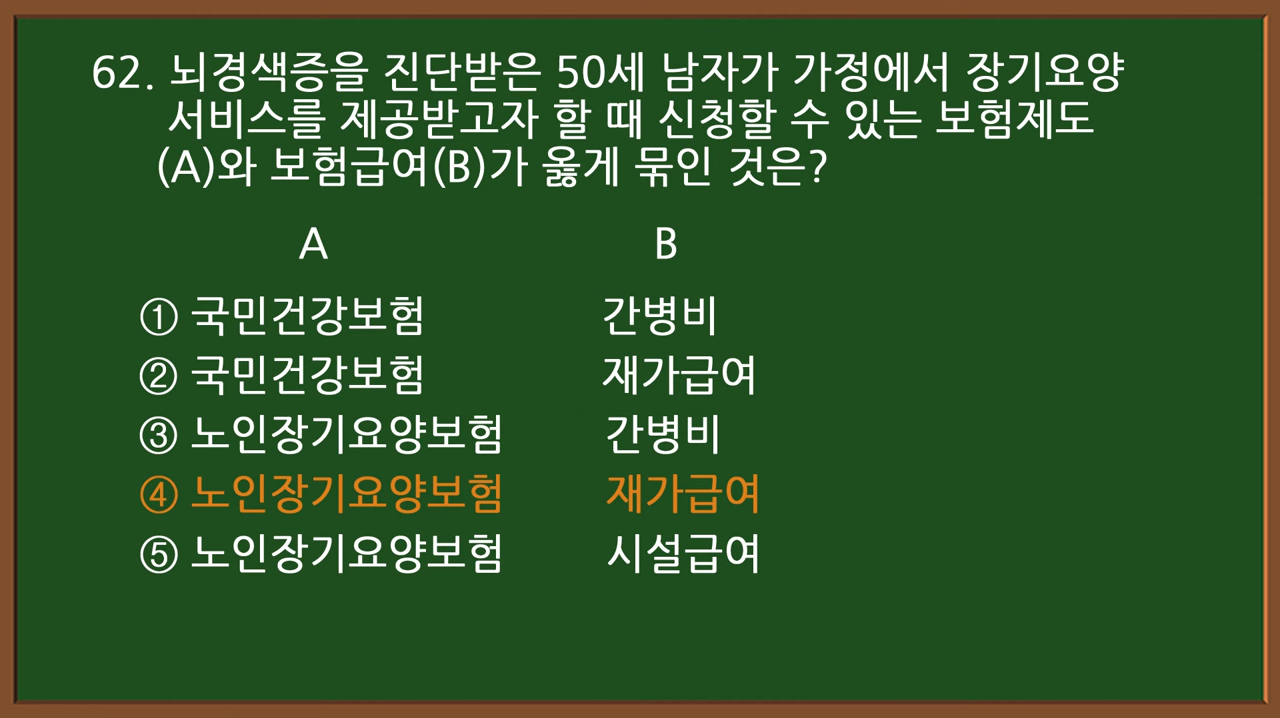 62. 뇌경색증을 진단받은 50세 남자가 가정에서 장기요양
서비스를 제공받고자 할 때 신청할 수 있는 보험제도
(A)와 보험급여(B)가 옳게 묶인 것은?
A B
① 국민건강보험 간병비
② 국민건강보험 재가급여
③ 노인장기요양보험 간병비
④ 노인장기요양보험 재가급여
⑤ 노인장기요양보험 시설급여